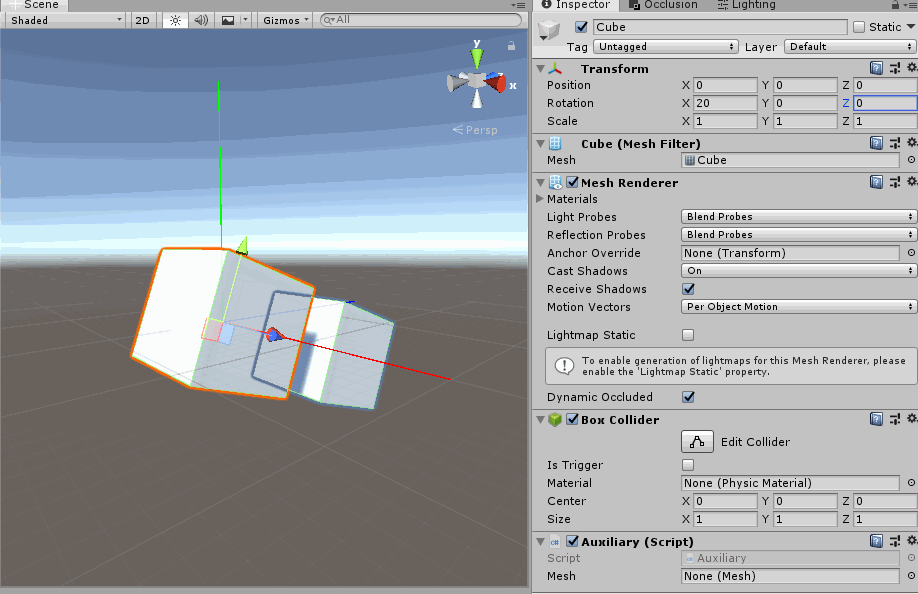 Scene
Shaded 2D Gizmos All
y
x
Persp
Inspector Occlusion Lighting
Cube Static
Tag Untagged Layer Default
Transform
Position X 0 Y 0 Z 0
Rotation X 20 Y 0 Z 0
Scale X 1 Y 1 Z 1
Cube (Mesh Filter)
Mesh Cube
Mesh Renderer
Materials
Light Probes Blend Probes
Reflection Probes Blend Probes
Anchor Override None (Transform)
Cast Shadows On
Receive Shadows
Motion Vectors Per Object Motion
Lightmap Static
To enable generation of lightmaps for this Mesh Renderer, please
enable the 'Lightmap Static' property.
Dynamic Occluded
Box Collider
Edit Collider
Is Trigger
Material None (Physic Material)
Center X 0 Y 0 Z 0
Size X 1 Y 1 Z 1
Auxiliary (Script)
Script Auxiliary
Mesh None (Mesh)